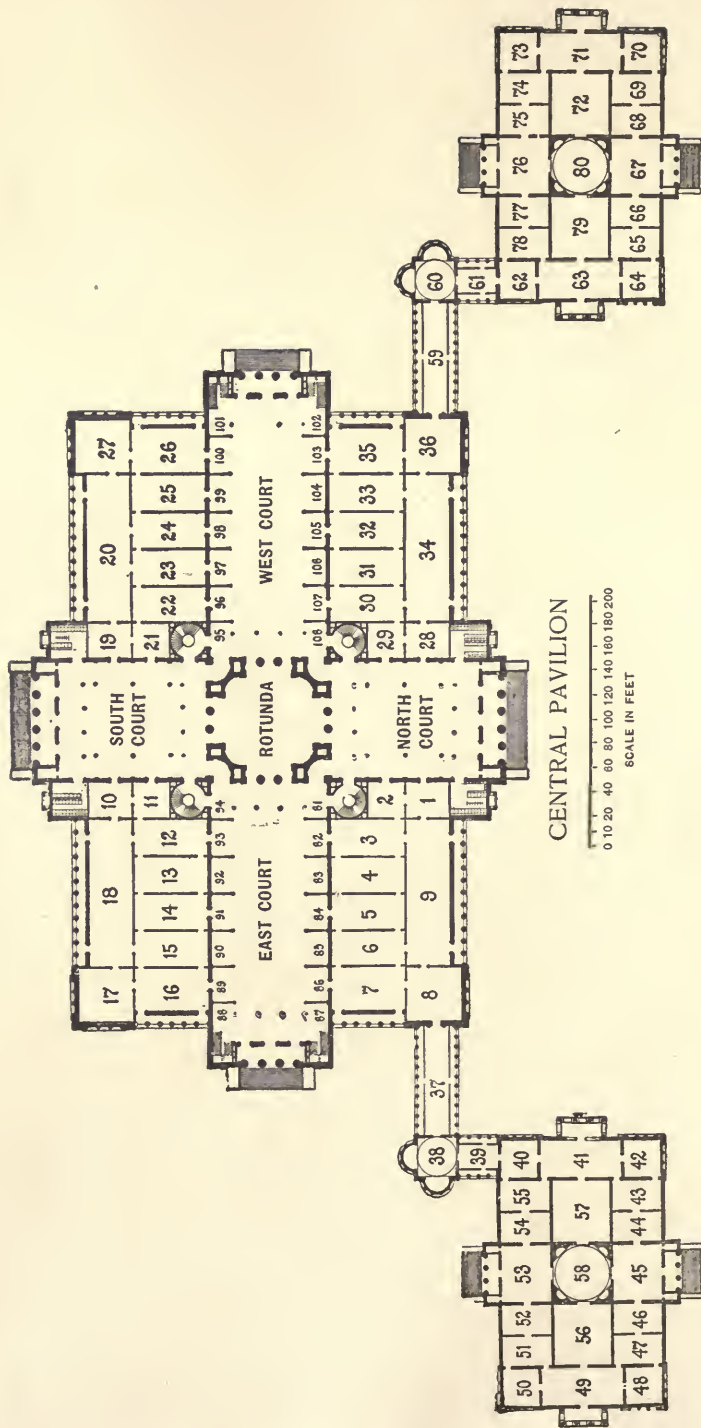 17 18 10 19 20 27
SOUTH
COURT
16 15 14 13 12 11 21 22 23 24 25 26
88 89 90 91 92 93 94 95 96 97 98 99 100 101
EAST COURT ROTUNDA WEST COURT
87 86 85 84 83 82 81 108 107 106 105 104 103 102
7 6 5 4 3 2 29 30 31 32 33 35
NORTH
COURT
38 37 8 9 1 28 34 36 59 60
39 61
50 51 52 53 54 55 40 62 78 77 76 75 74 73
49 56 58 57 41 63 79 80 72 71
48 47 46 45 44 43 42 64 65 66 67 68 69 70
CENTRAL PAVILION
0 10 20 40 60 80 100 120 140 160 180 200
SCALE IN FEET